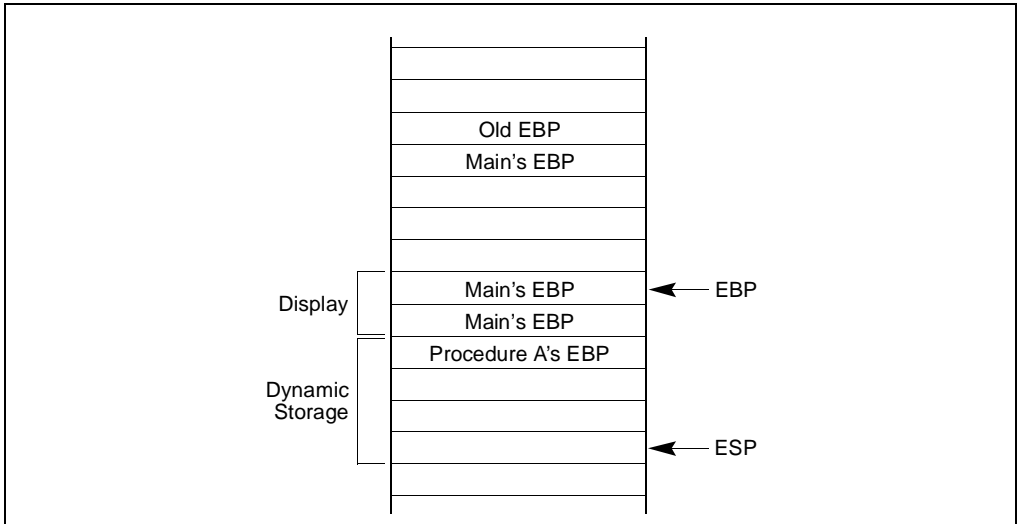 Old EBP
Main's EBP
Display
Main's EBP
EBP
Main's EBP
Procedure A's EBP
Dynamic
Storage
ESP